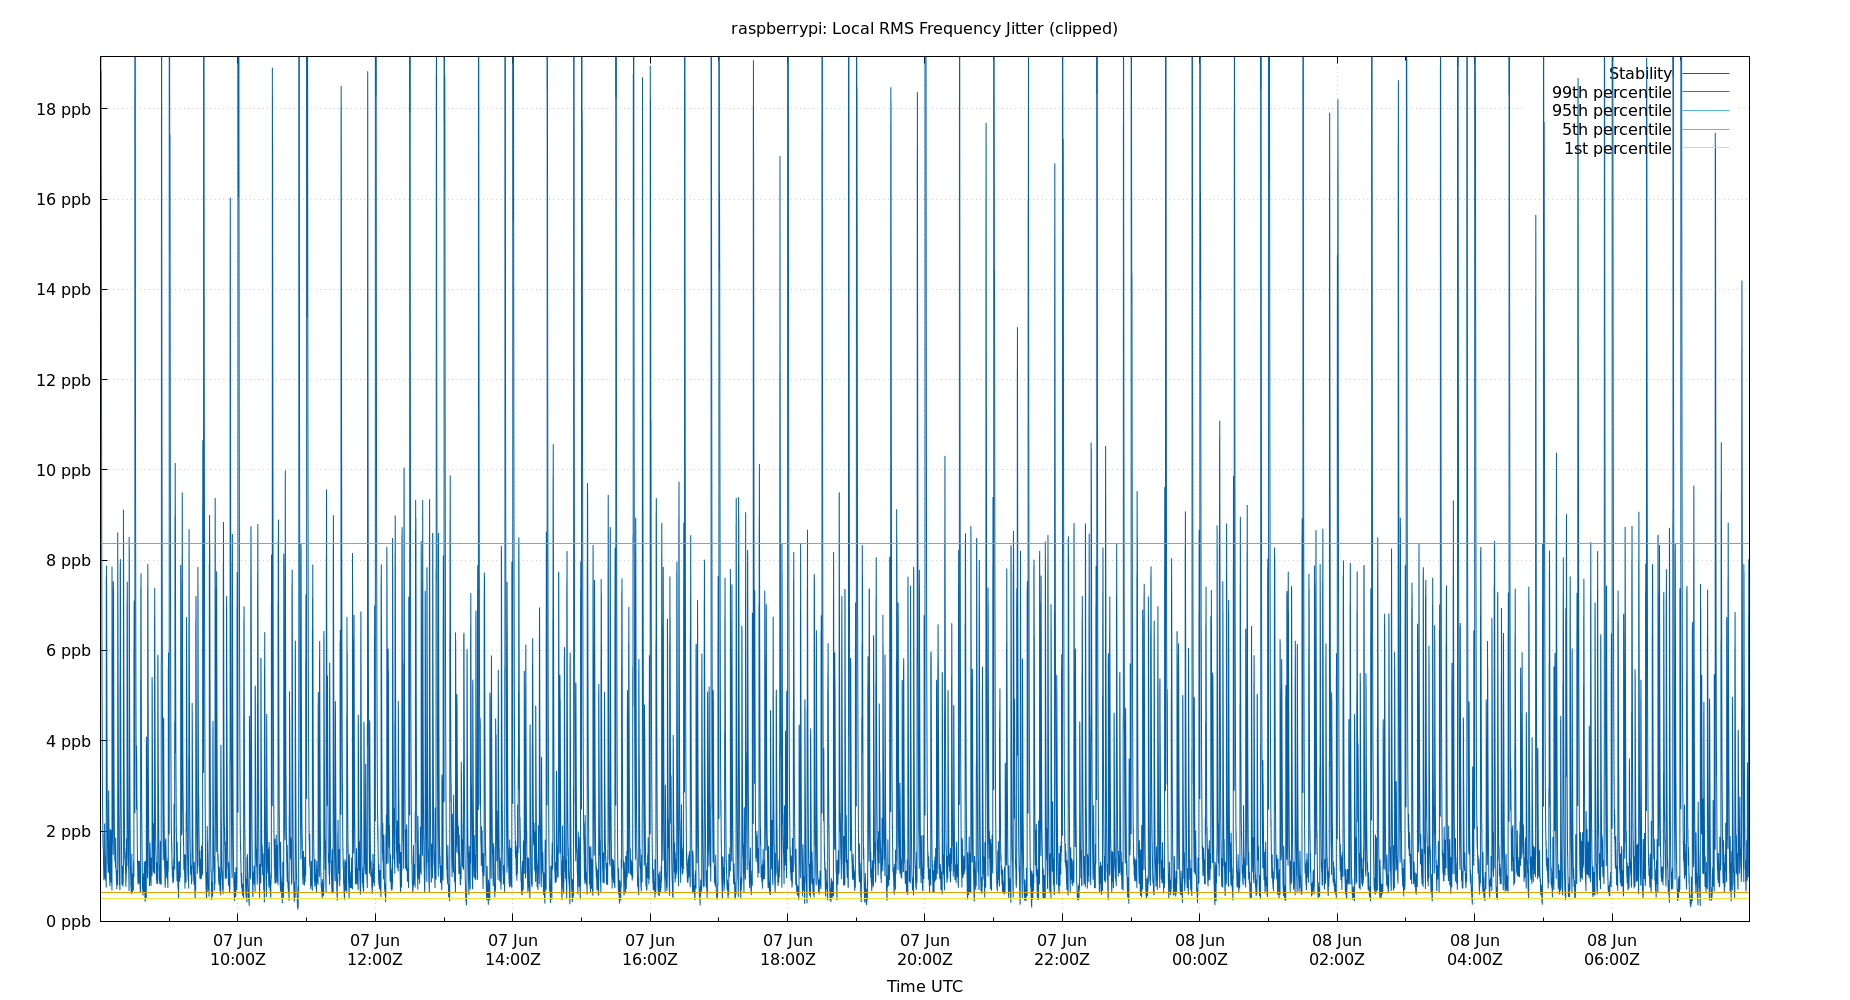 raspberrypi: Local RMS Frequency Jitter (clipped)
Stability
99th percentile
95th percentile
5th percentile
1st percentile
18 ppb
16 ppb
14 ppb
12 ppb
10 ppb
8 ppb
6 ppb
4 ppb
2 ppb
0 ppb
07 Jun 07 Jun 07 Jun 07 Jun 07 Jun 07 Jun 07 Jun 08 Jun 08 Jun 08 Jun 08 Jun
10:00Z 12:00Z 14:00Z 16:00Z 18:00Z 20:00Z 22:00Z 00:00Z 02:00Z 04:00Z 06:00Z
Time UTC